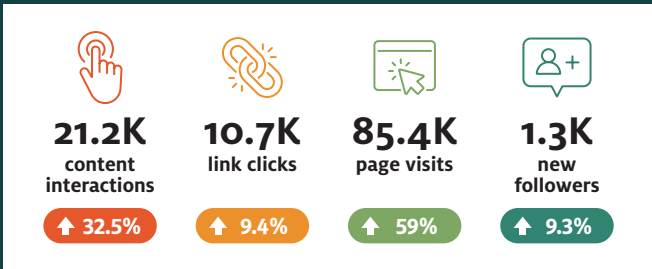 21.2K
content
interactions
32.5%
10.7K
link clicks
9.4%
85.4K
page visits
59%
1.3K
new
followers
9.3%